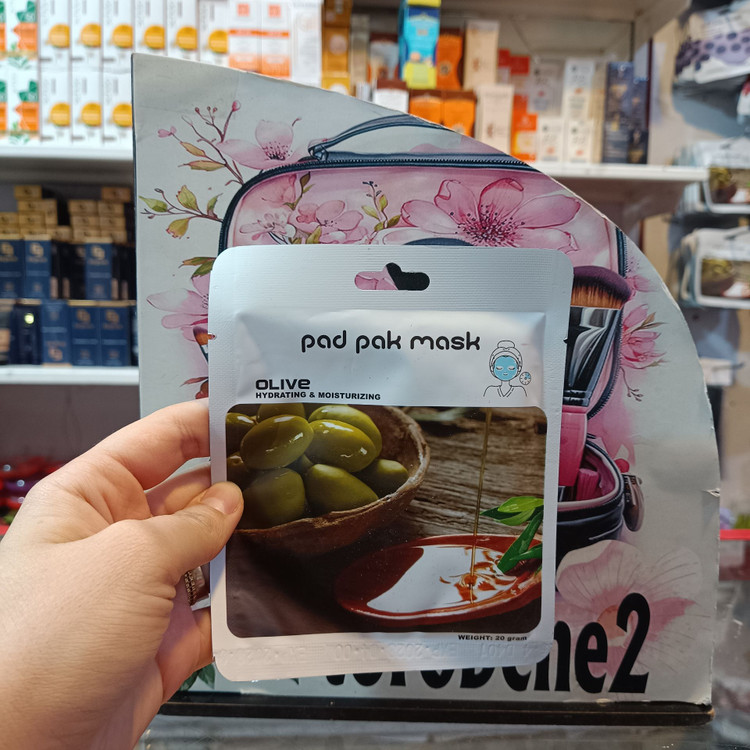 pad pak mask
OLIVE
HYDRATING & MOISTURIZING
WEIGHT: 20 gram